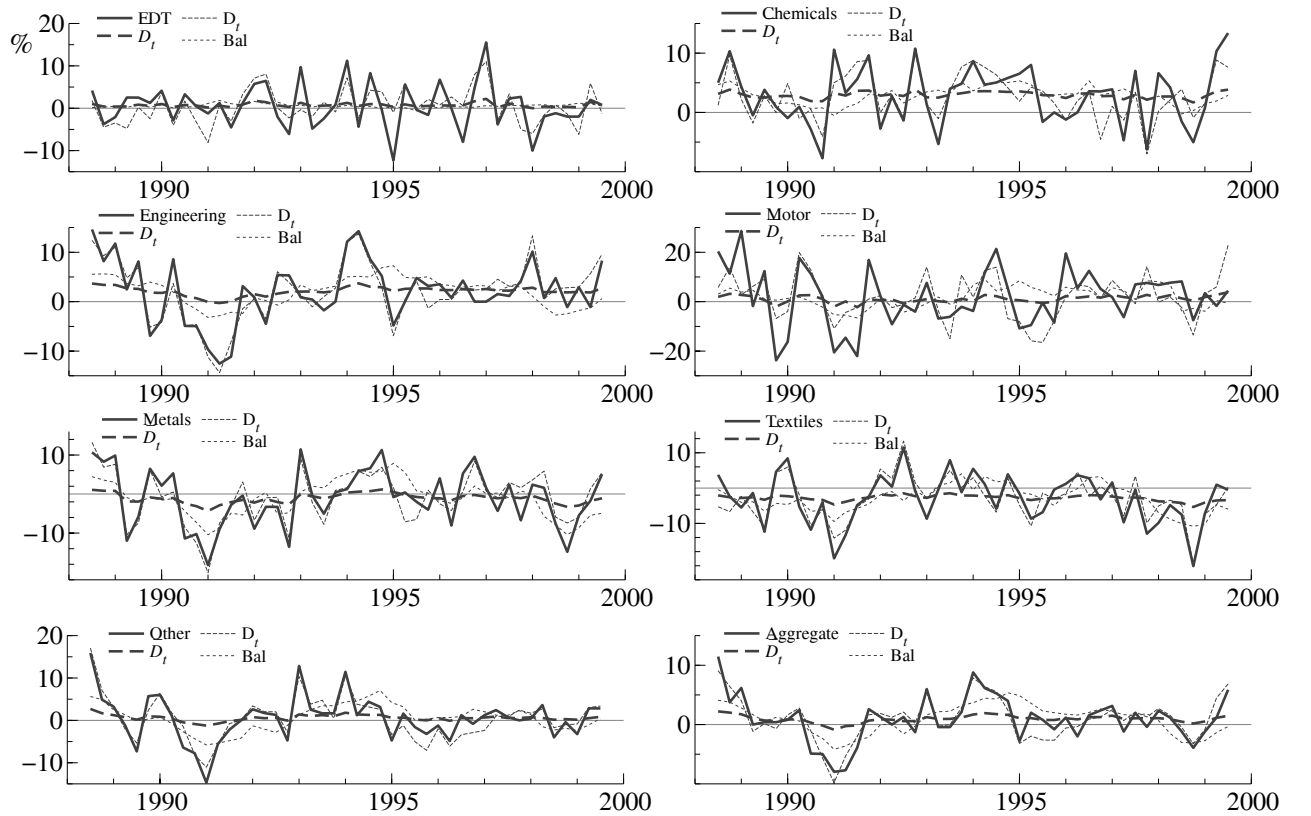 20 EDT D_t Chemicals D_t
% D_t Bal D_t Bal
10 10
0 0
−10
1990 1995 2000 1990 1995 2000
Engineering D_t Motor D_t
D_t Bal D_t Bal
10 20
0 0
−10 −20
1990 1995 2000 1990 1995 2000
Metals D_t Textiles D_t
D_t Bal D_t Bal
10
0 0
−10 −10
1990 1995 2000 1990 1995 2000
20 Other D_t Aggregate D_t
D_t Bal D_t Bal
10 10
0 0
−10
1990 1995 2000 1990 1995 2000